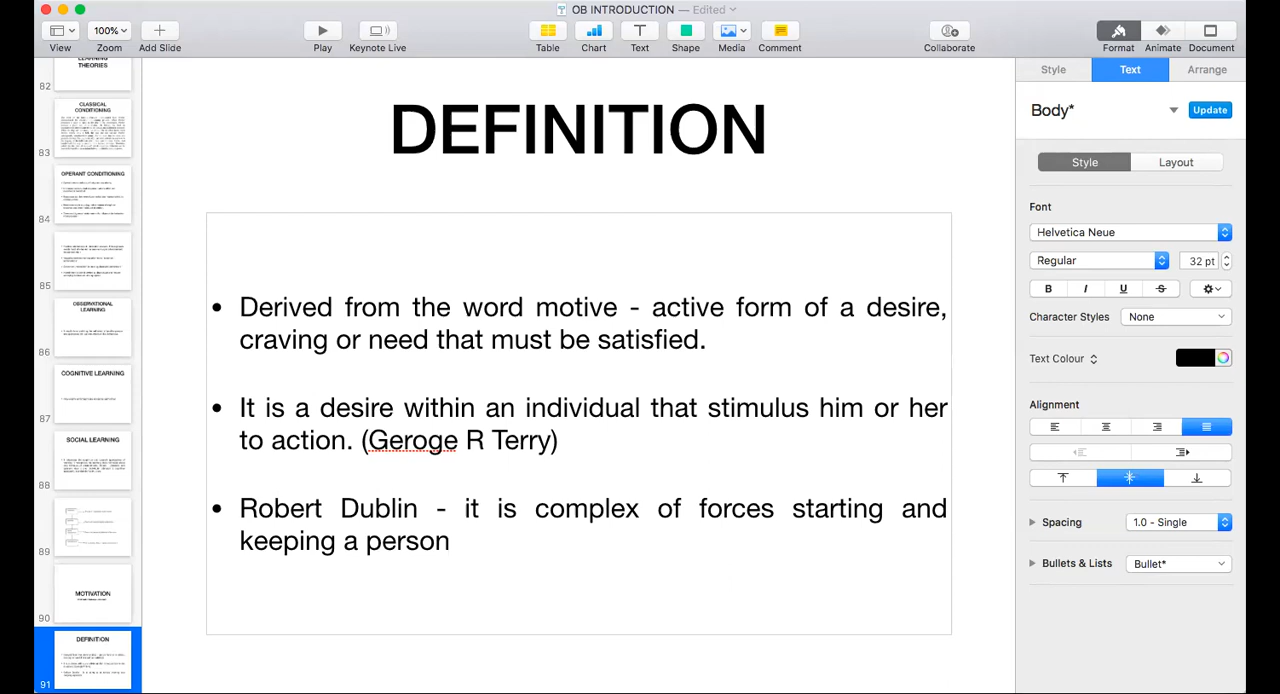 OB INTRODUCTION — Edited
100%
View Zoom Add Slide Play Keynote Live Table Chart Text Shape Media Comment Collaborate Format Animate Document
Style Text Arrange
Body* Update
Style Layout
Font
Helvetica Neue
Regular 32 pt
B I U S
Character Styles None
Text Colour
Alignment
Spacing 1.0 - Single
Bullets & Lists Bullet*
LEARNING
THEORIES
82
CLASSICAL
CONDITIONING
83
OPERANT CONDITIONING
84
85
OBSERVATIONAL
LEARNING
86
COGNITIVE LEARNING
87
SOCIAL LEARNING
88
89
MOTIVATION
90
DEFINITION
91
DEFINITION
• Derived from the word motive - active form of a desire,
craving or need that must be satisfied.
• It is a desire within an individual that stimulus him or her
to action. (Geroge R Terry)
• Robert Dublin - it is complex of forces starting and
keeping a person